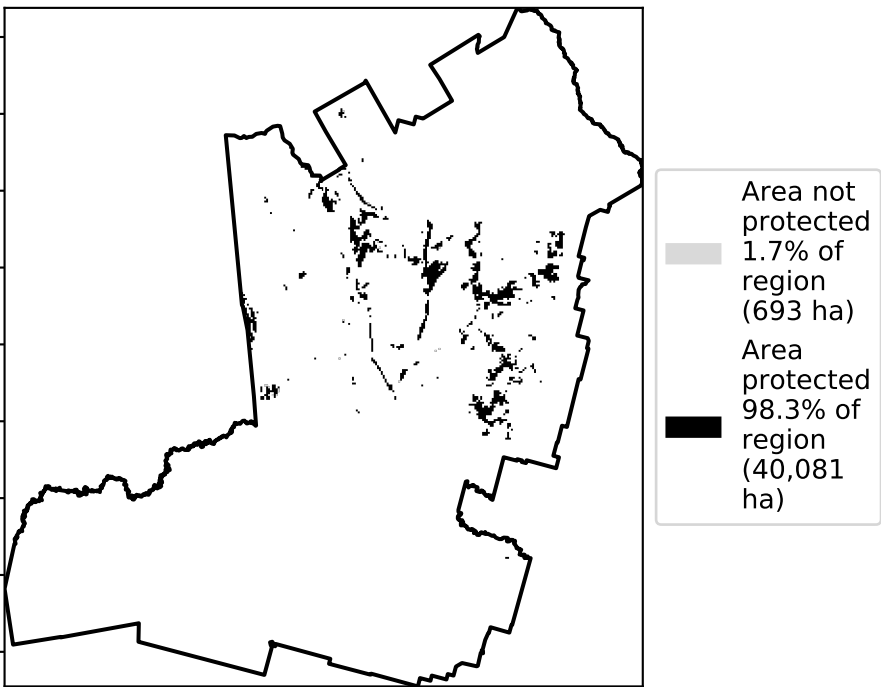 Area not
protected
1.7% of
region
(693 ha)
Area
protected
98.3% of
region
(40,081
ha)